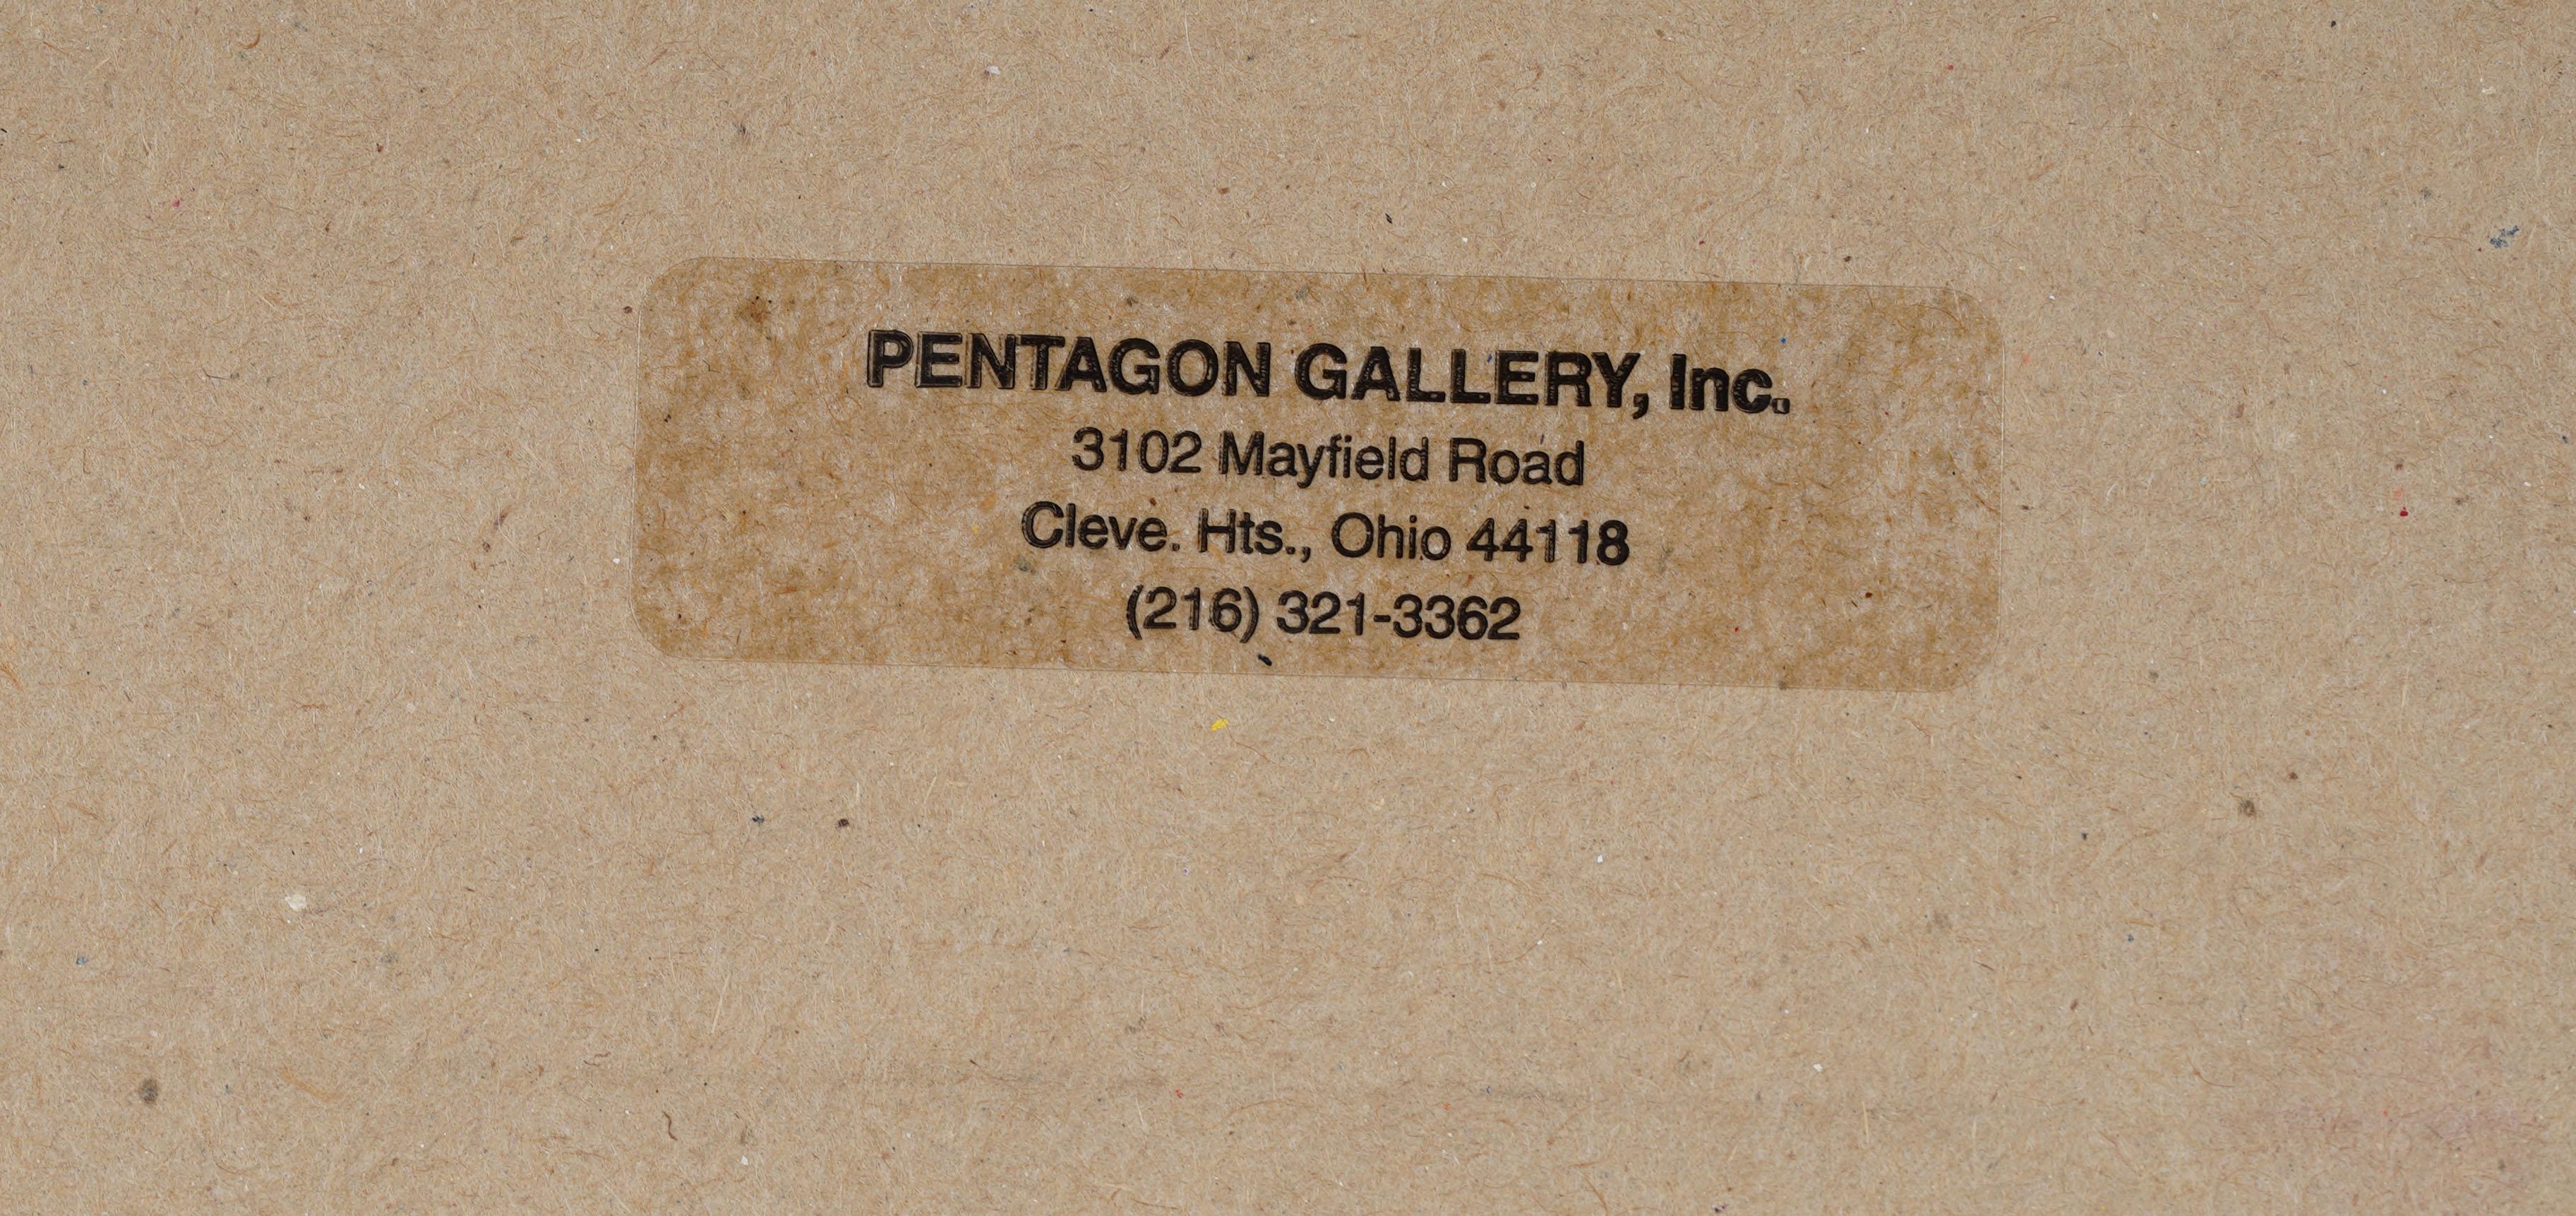 PENTAGON GALLERY, Inc.
3102 Mayfield Road
Cleve. Hts., Ohio 44118
(216) 321-3362